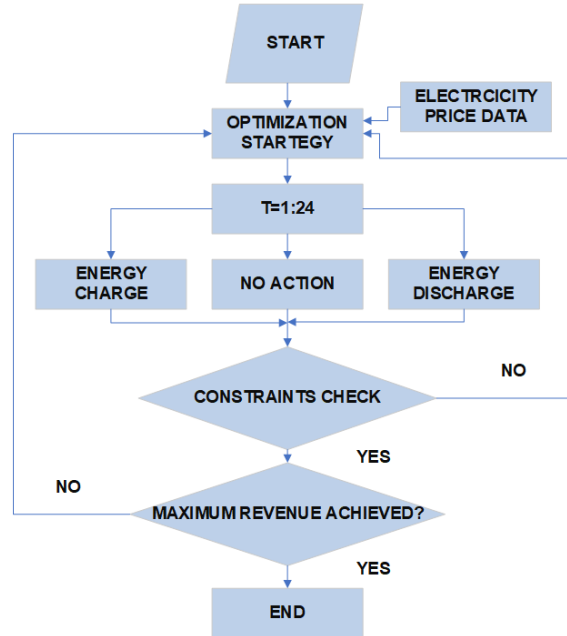 START
ELECTRCICITY
PRICE DATA
OPTIMIZATION
STARTEGY
T=1:24
ENERGY
CHARGE
NO ACTION
ENERGY
DISCHARGE
CONSTRAINTS CHECK
NO
YES
NO
MAXIMUM REVENUE ACHIEVED?
YES
END